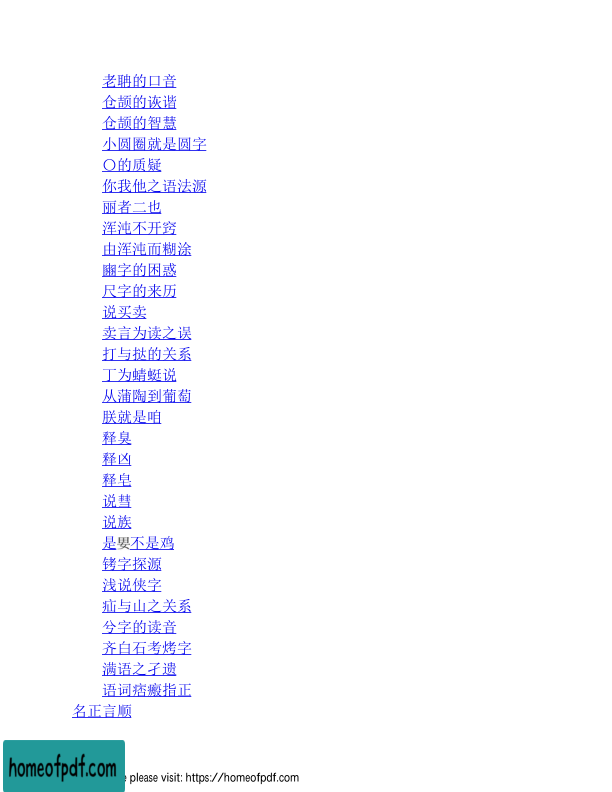 老聃的口音
仓颉的诙谐
仓颉的智慧
小圆圈就是圆字
〇的质疑
你我他之语法源
丽者二也
浑沌不开窍
由浑沌而糊涂
豳字的困惑
尺字的来历
说买卖
卖言为读之误
打与挞的关系
丁为蜻蜓说
从蒲陶到葡萄
朕就是咱
释臭
释凶
释皂
说彗
说族
是不是鸡
铐字探源
浅说侠字
疝与山之关系
兮字的读音
齐白石考烤字
满语之孑遗
语词痞瘢指正
名正言顺
homeofpdf.com
e please visit: https://homeofpdf.com